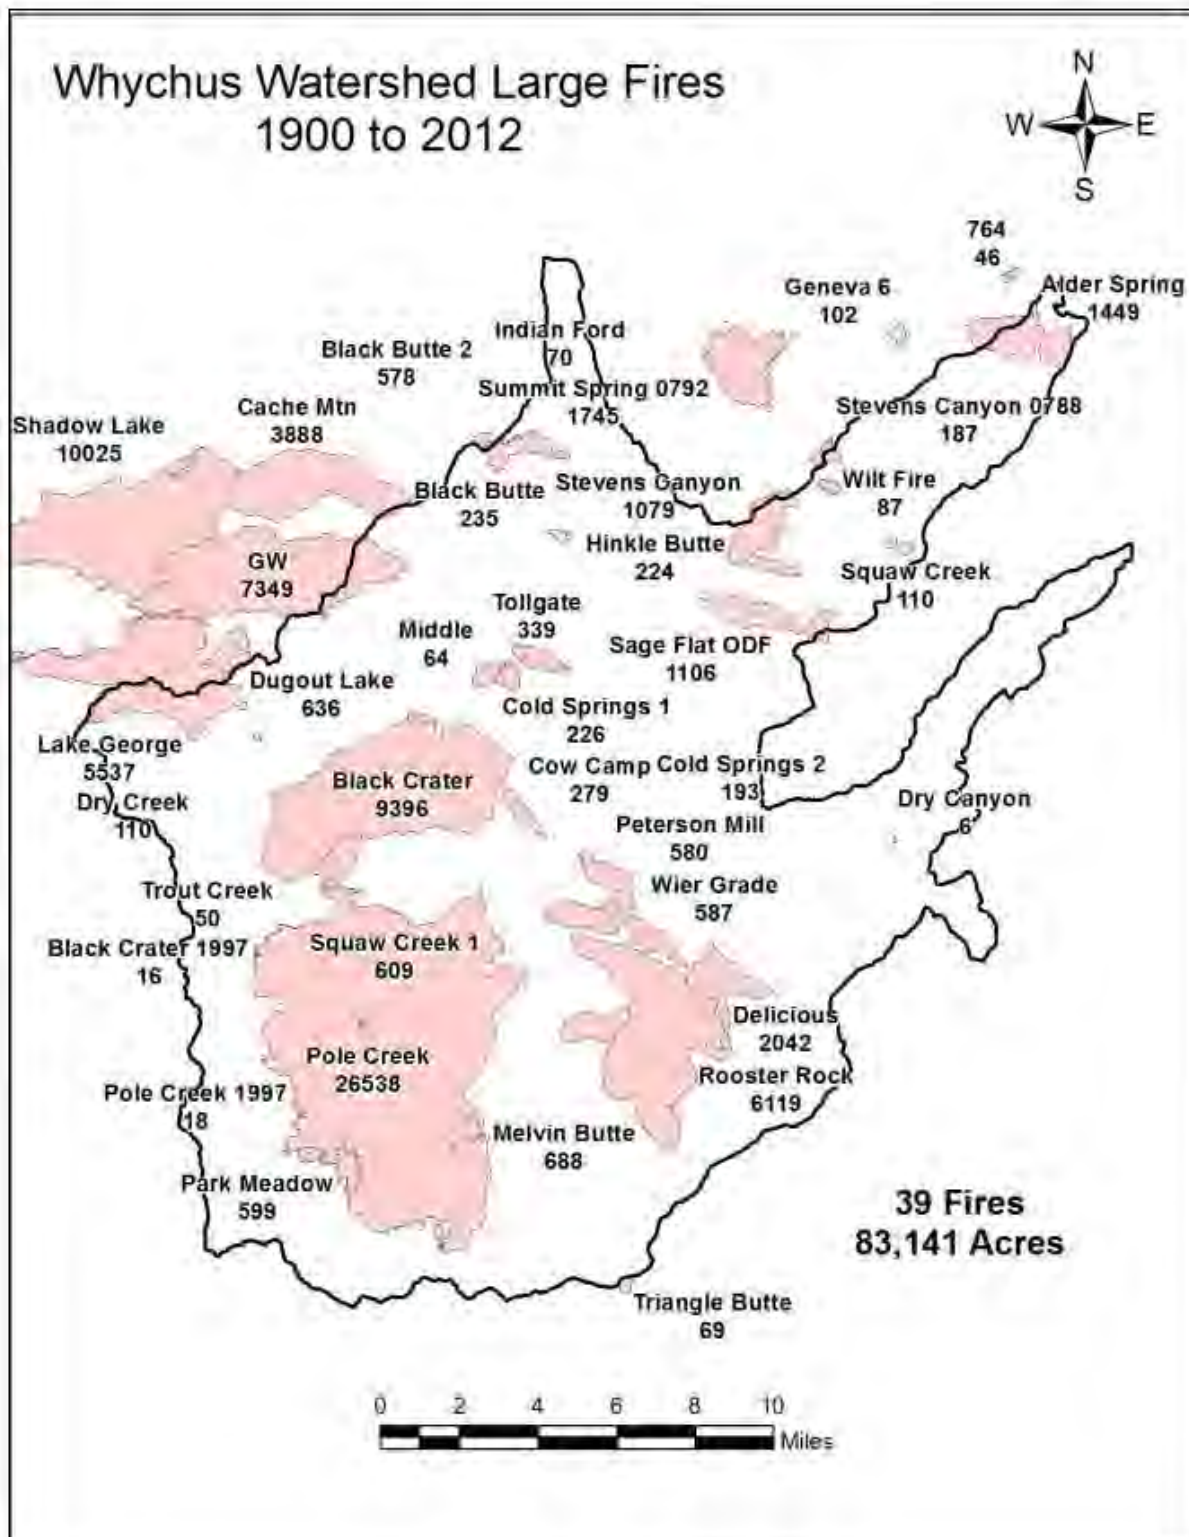 Whychus Watershed Large Fires
1900 to 2012
N
W
E
S
764
46
Geneva 6
102
Alder Spring
1449
Indian Ford
70
Black Butte 2
578
Summit Spring 0792
1745
Cache Mtn
3888
Stevens Canyon 0788
187
Shadow Lake
10025
Black Butte
235
Stevens Canyon
1079
Wilt Fire
87
Hinkle Butte
224
GW
7349
Squaw Creek
110
Tollgate
339
Middle
64
Sage Flat ODF
1106
Dugout Lake
636
Cold Springs 1
226
Lake George
5537
Black Crater
9396
Cow Camp
279
Cold Springs 2
193
Dry Creek
110
Dry Canyon
6
Peterson Mill
580
Trout Creek
50
Wier Grade
587
Black Crater 1997
16
Squaw Creek 1
609
Delicious
2042
Pole Creek
26538
Rooster Rock
6119
Pole Creek 1997
18
Melvin Butte
688
Park Meadow
599
39 Fires
83,141 Acres
Triangle Butte
69
0 2 4 6 8 10
Miles